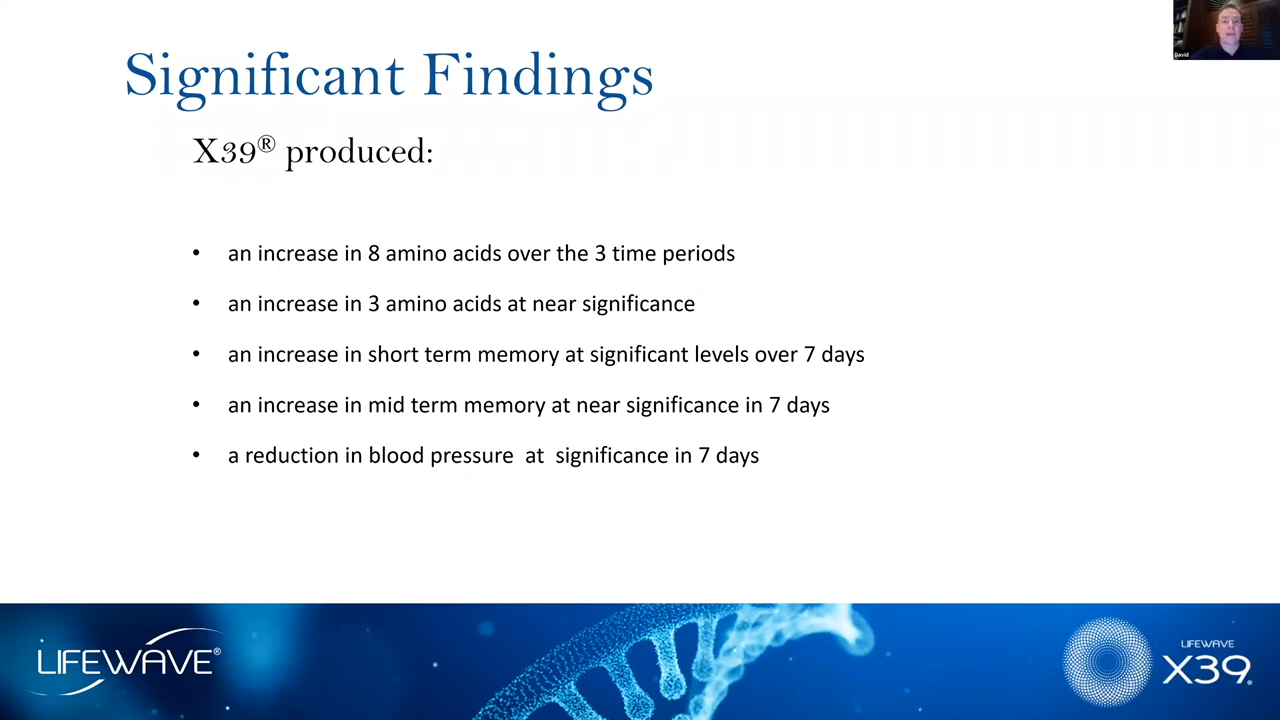 David
Significant Findings
X39® produced:
• an increase in 8 amino acids over the 3 time periods
• an increase in 3 amino acids at near significance
• an increase in short term memory at significant levels over 7 days
• an increase in mid term memory at near significance in 7 days
• a reduction in blood pressure at significance in 7 days
LIFEWAVE®
LIFEWAVE
X39®